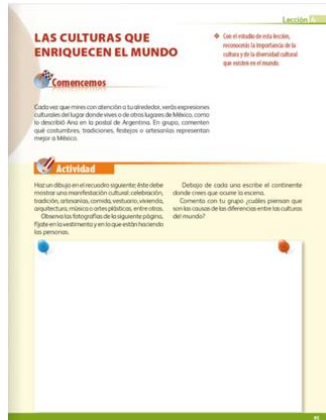 Lección
LAS CULTURAS QUE
ENRIQUECEN EL MUNDO
Con el estudio de esta lección,
reconocerás la importancia de la
cultura y de la diversidad cultural
que existen en el mundo.
Comencemos
Cada vez que mires con atención a tu alrededor, verás expresiones
culturales del lugar donde vives o de otros lugares de México, como
lo describió Ana en la postal de Argentina. En grupo, comenten
qué costumbres, tradiciones, festejos o artesanías representan
mejor a México.
Actividad
Haz un dibujo en el recuadro siguiente; éste debe
mostrar una manifestación cultural: celebración,
tradición, artesanías, comida, vestuario, vivienda,
arquitectura, música o artes plásticas, entre otras.
Observa las fotografías de la siguiente página,
fíjate en la vestimenta y en lo que están haciendo
las personas.
Debajo de cada una escribe el continente
donde crees que ocurre la escena.
Comenta con tu grupo ¿cuáles piensan que
son las causas de las diferencias entre las culturas
del mundo?